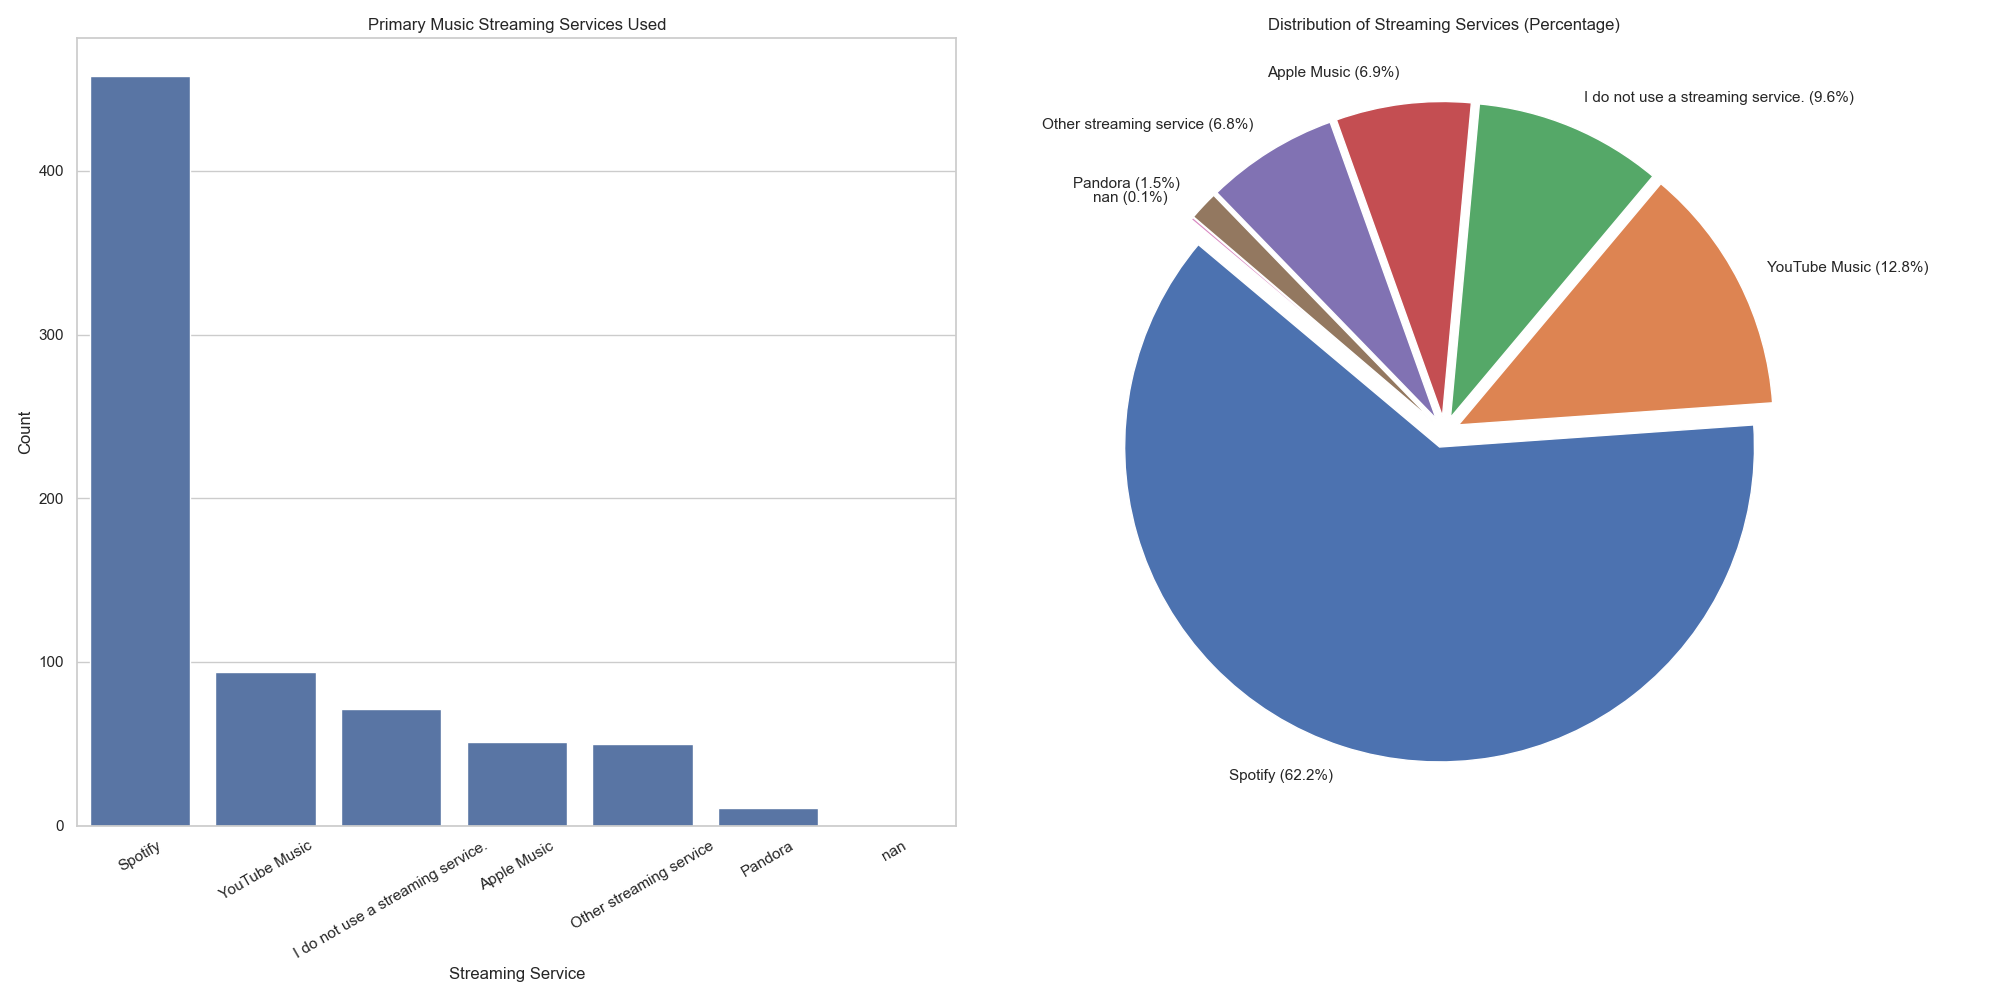 Primary Music Streaming Services Used
400
300
200
100
0
Count
Spotify
YouTube Music
I do not use a streaming service.
Apple Music
Other streaming service
Pandora
nan
Streaming Service
Distribution of Streaming Services (Percentage)
Apple Music (6.9%)
I do not use a streaming service. (9.6%)
Other streaming service (6.8%)
Pandora (1.5%)
nan (0.1%)
YouTube Music (12.8%)
Spotify (62.2%)